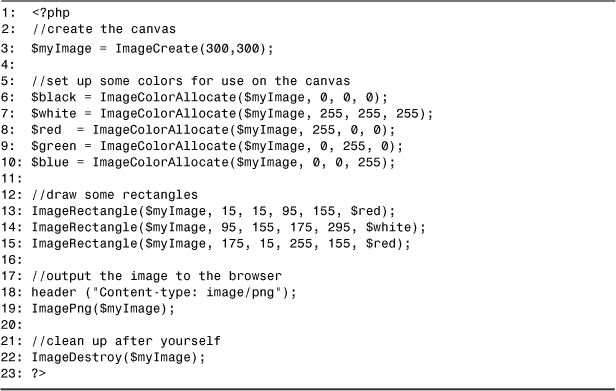 1:  <?php
2:  //create the canvas
3:  $myImage = ImageCreate(300,300);
4:
5:  //set up some colors for use on the canvas
6:  $black = ImageColorAllocate($myImage, 0, 0, 0);
7:  $white = ImageColorAllocate($myImage, 255, 255, 255);
8:  $red  = ImageColorAllocate($myImage, 255, 0, 0);
9:  $green = ImageColorAllocate($myImage, 0, 255, 0);
10: $blue = ImageColorAllocate($myImage, 0, 0, 255);
11:
12: //draw some rectangles
13: ImageRectangle($myImage, 15, 15, 95, 155, $red);
14: ImageRectangle($myImage, 95, 155, 175, 295, $white);
15: ImageRectangle($myImage, 175, 15, 255, 155, $red);
16:
17: //output the image to the browser
18: header ("Content-type: image/png");
19: ImagePng($myImage);
20:
21: //clean up after yourself
22: ImageDestroy($myImage);
23: ?>